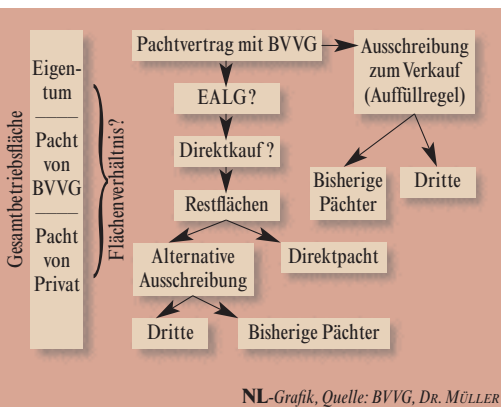 Gesamtbetriebsfläche
Eigen-
tum
Pacht
von
BVVG
Pacht
von
Privat
Flächenverhältnis?
Pachtvertrag mit BVVG
EALG?
Direktkauf?
Restflächen
Alternative
Ausschreibung
Direktpacht
Dritte
Bisherige Pächter
Ausschreibung
zum Verkauf
(Auffüllregel)
Bisherige
Pächter
Dritte
NL-Grafik, Quelle: BVVG, DR. MÜLLER